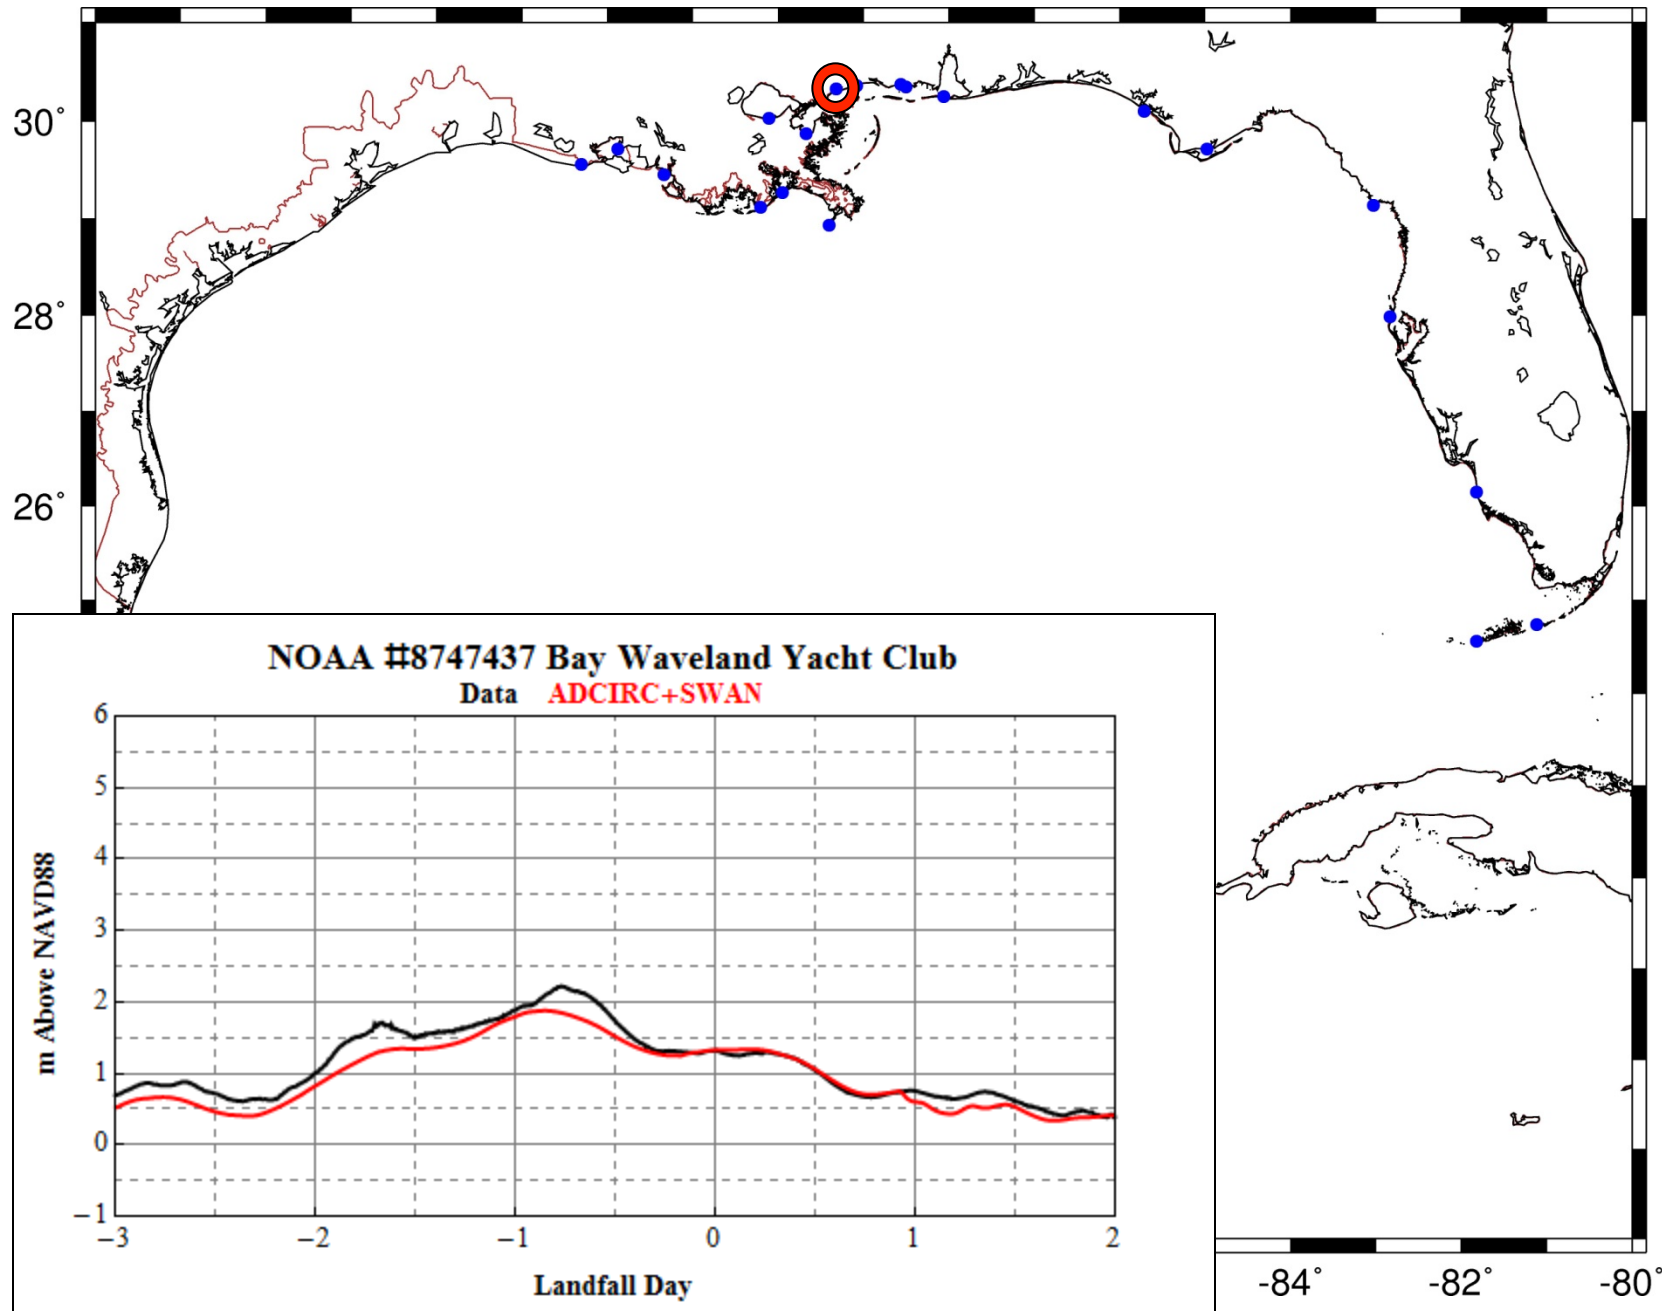 30°
28°
26°
NOAA #8747437 Bay Waveland Yacht Club
Data ADCIRC+SWAN
6
5
4
3
2
1
0
−1
m Above NAVD88
−3 −2 −1 0 1 2
Landfall Day
-84° -82° -80°